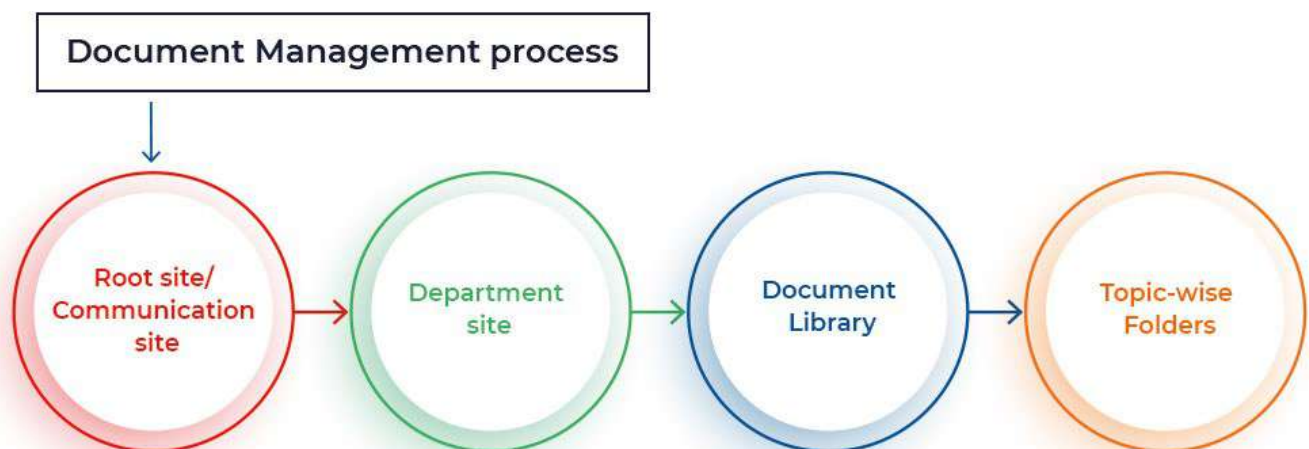 Document Management process
Root site/
Communication
site
Department
site
Document
Library
Topic-wise
Folders